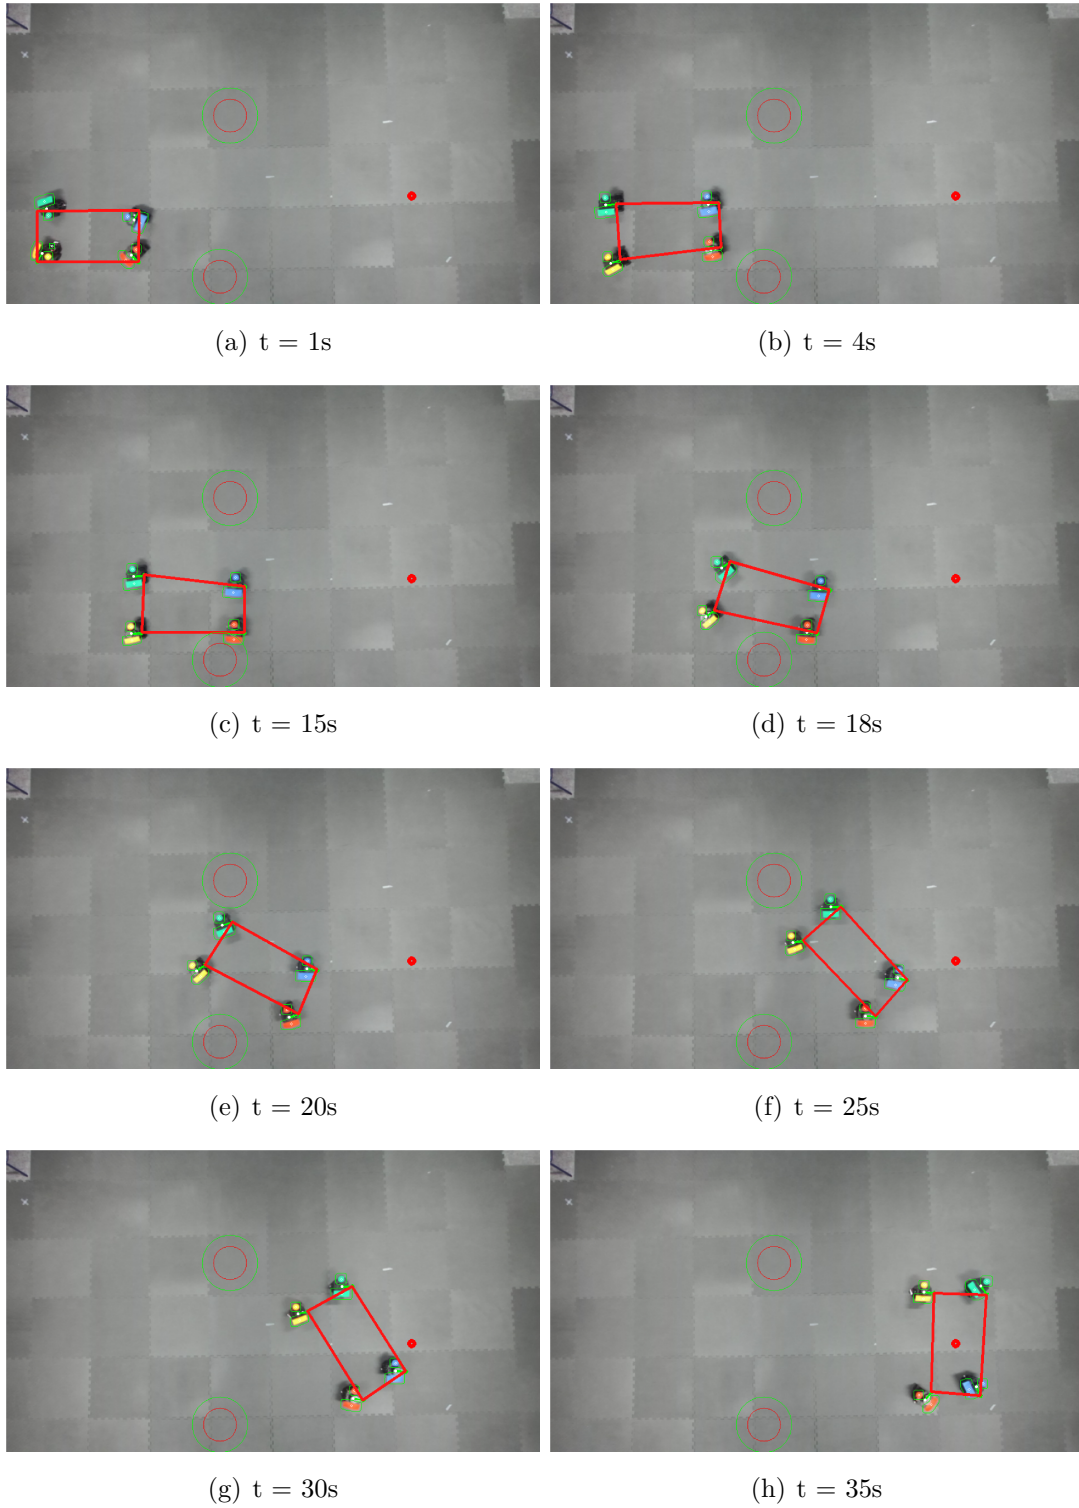 (a) t = 1s
(b) t = 4s
(c) t = 15s
(d) t = 18s
(e) t = 20s
(f) t = 25s
(g) t = 30s
(h) t = 35s